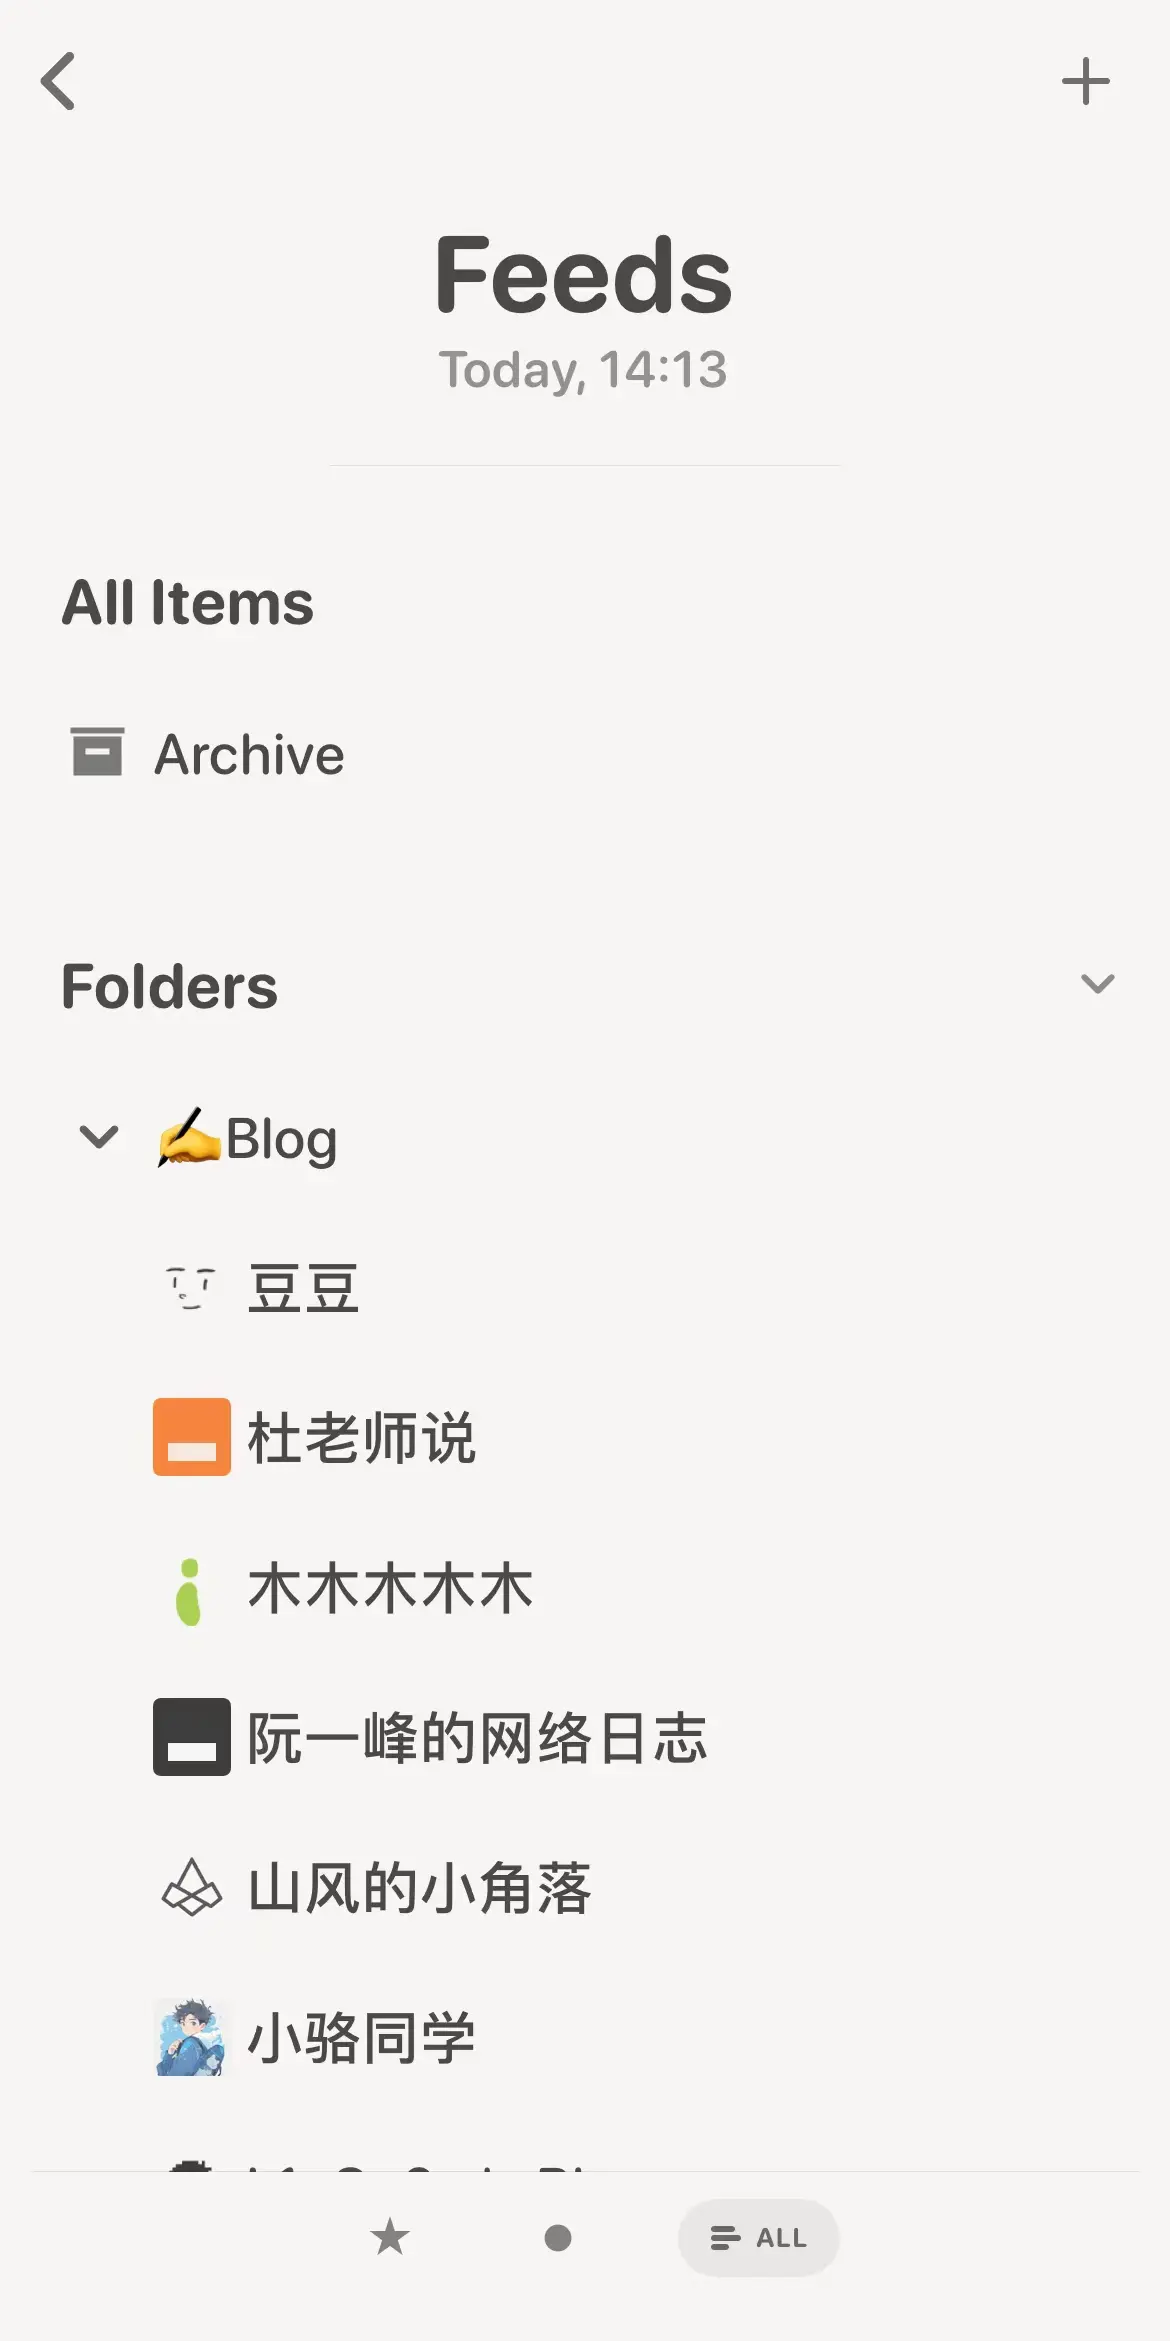 Feeds
Today, 14:13
All Items
Archive
Folders
✍️Blog
豆豆
杜老师说
木木木木木
阮一峰的网络日志
山风的小角落
小骆同学
ALL